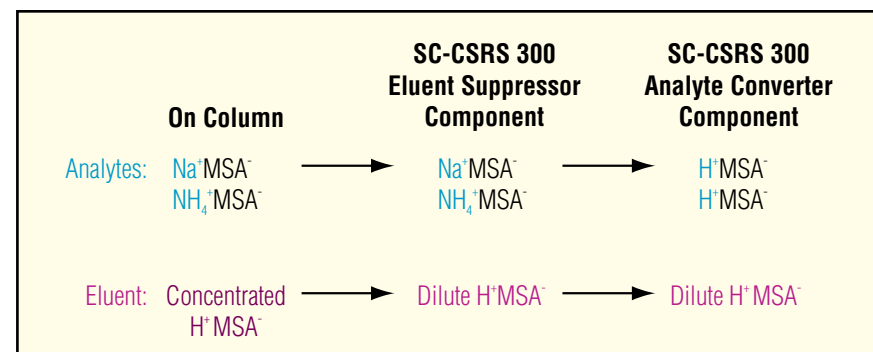 SC-CSRS 300 SC-CSRS 300
Eluent Suppressor Analyte Converter
On Column Component Component
Analytes: Na⁺MSA⁻ Na⁺MSA⁻ H⁺MSA⁻
NH₄⁺MSA⁻ NH₄⁺MSA⁻ H⁺MSA⁻
Eluent: Concentrated Dilute H⁺MSA⁻ Dilute H⁺MSA⁻
H⁺MSA⁻